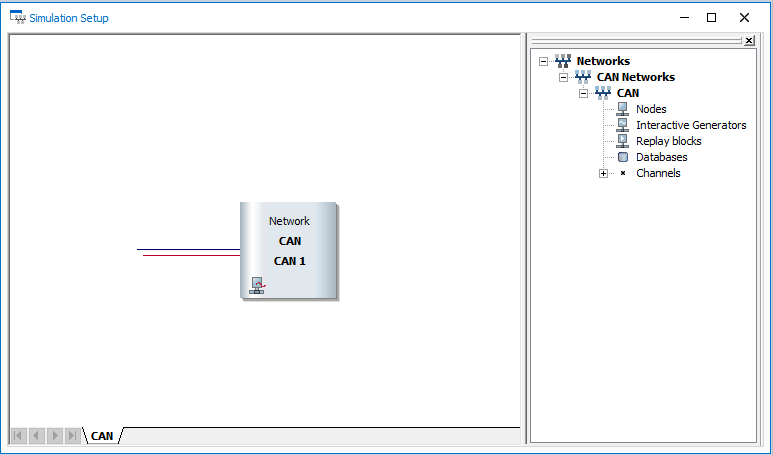 Simulation Setup
Network
CAN
CAN 1
CAN
Networks
CAN Networks
CAN
Nodes
Interactive Generators
Replay blocks
Databases
Channels